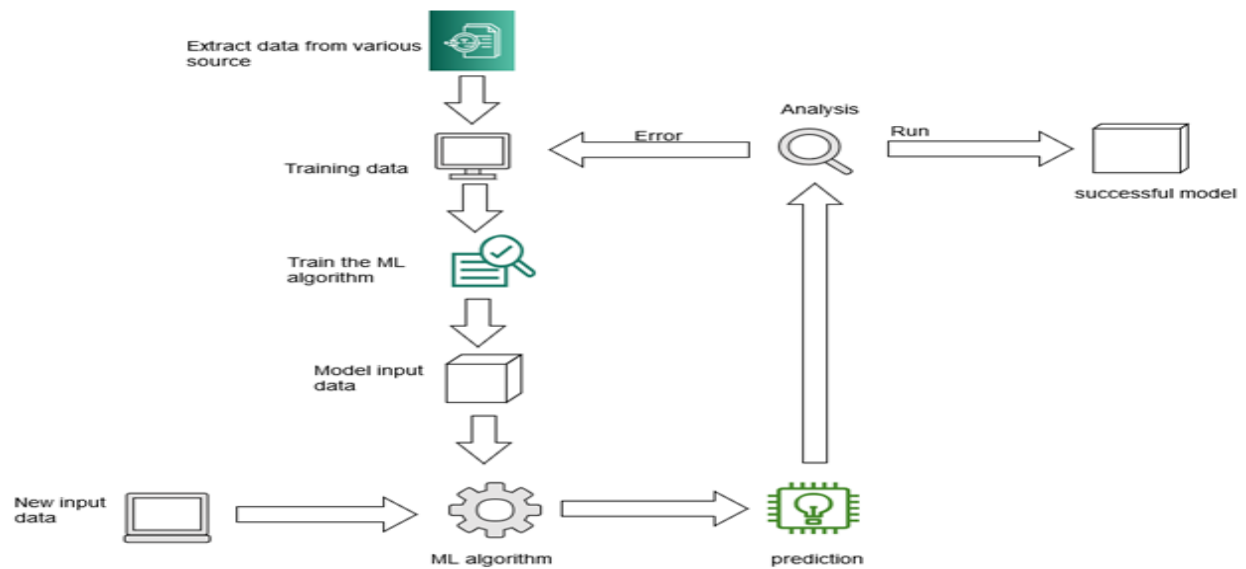 Extract data from various
source
Analysis
Error
Run
Training data
successful model
Train the ML
algorithm
Model input
data
New input
data
ML algorithm
prediction